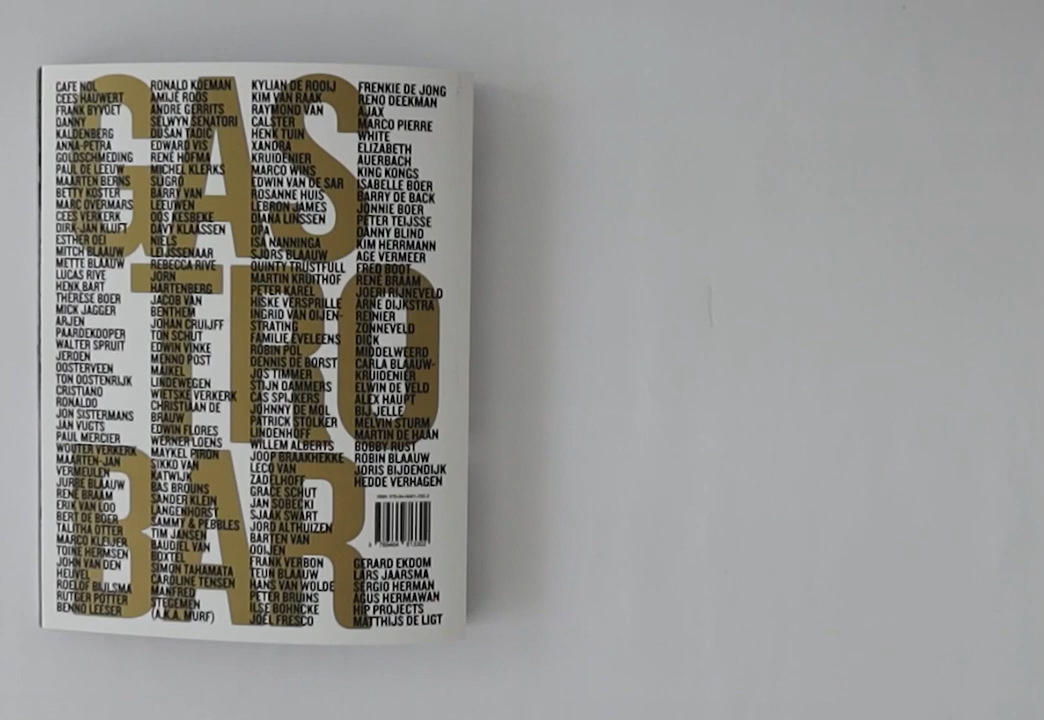 GAS
TRO
BAR
CAFE NOL
CEES HAUWERT
FRANK BYVOET
DANNY
KALDENBERG
ANNA-PETRA
GOLDSCHMEDING
PAUL DE LEEUW
MAARTEN BERNS
BETTY KOSTER
MARC OVERMARS
CEES VERKERK
DIRK-JAN KLUFT
ESTHER OEI
MITCH BLAAUW
METTE BLAAUW
LUCAS RIVE
HENK BART
THÉRÈSE BOER
MICK JAGGER
ARJEN
PAARDEKOOPER
WALTER SPRUIT
JEROEN
OOSTERVEEN
TON OOSTENRIJK
CRISTIANO
RONALDO
JON SISTERMANS
JAN VUGTS
PAUL MERCIER
WOUTER VERKERK
MAARTEN-JAN
VERMEULEN
JURRE BLAAUW
RENÉ BRAAM
ERIK VAN LOO
BERT DE BOER
TALITHA OTTER
MARCO KLEIJER
TOINE HERMSEN
JOHN VAN DEN
HEUVEL
ROELOF BIJLSMA
RUTGER POTTER
BENNO LEESER
RONALD KOEMAN
AMIJÉ ROOS
ANDRE GERRITS
SELWYN SENATORI
DUSAN TADIC
EDWARD VIS
RENÉ HOFMA
MICHEL KLERKS
SLIGRO
BARRY VAN
LEEUWEN
OOS KESBEKE
DAVY KLAASSEN
NIELS
LEIJSSENAAR
REBECCA RIVE
JORN
HARTENBERG
JACOB VAN
BENTHEM
JOHAN CRUIJFF
TON SCHUT
EDWIN VINKE
MENNO POST
MAIKEL
LINDEWEGEN
WIETSKE VERKERK
CHRISTIAAN DE
BRAUW
EDWIN FLORES
WERNER LOENS
MAYKEL PIRON
SIKKO VAN
KATWIJK
BAS BROUNS
SANDER KLEIN
LANGENHORST
SAMMY & PEBBLES
TIM JANSEN
BAUDIEL VAN
BOXTEL
SIMON TAHAMATA
CAROLINE TENSEN
MANFRED
STEGEMEN
(A.K.A. MURF)
KYLIAN DE ROOIJ
KIM VAN RAAK
RAYMOND VAN
CALSTER
HENK TUIN
XANDRA
KRUIDENIER
MARCO WINS
EDWIN VAN DE SAR
ROSANNE HUIS
LEBRON JAMES
DIANA LINSSEN
OPA
ISA NANNINGA
SJORS BLAAUW
QUINTY TRUSTFULL
MARTIN KRUITHOF
PETER KAREL
HISKE VERSPRILLE
INGRID VAN OIJEN-
STRATING
FAMILIE EVELEENS
ROBIN POL
DENNIS DE BORST
JOS TIMMER
STIJN DAMMERS
CAS SPIJKERS
JOHNNY DE MOL
PATRICK STOLKER
LINDENHOFF
WILLEM ALBERTS
JOOP BRAAKHEKKE
LECO VAN
ZADELHOFF
GRACE SCHUT
JAN SOBECKI
SJAAK SWART
JORD ALTHUIZEN
BARTEN VAN
OOIJEN
FRANK VERBON
TEUN BLAAUW
HANS VAN WOLDE
PETER BRUINS
ILSE BÖHNCKE
JOËL FRESCO
FRENKIE DE JONG
RENO DEEKMAN
AJAX
MARCO PIERRE
WHITE
ELIZABETH
AUERBACH
KING KONGS
ISABELLE BOER
BARRY DE BACK
JONNIE BOER
PETER TEIJSSE
DANNY BLIND
KIM HERRMANN
AGE VERMEER
FRED BOOT
RENÉ BRAAM
JOERI RIJNEVELD
ARNE DIJKSTRA
REINIER
ZONNEVELD
DICK
MIDDELWEERD
CARLA BLAAUW-
KRUIDENIER
ELWIN DE VELD
ALEX HAUPT
BIJ JELLE
MELVIN STURM
MARTIN DE HAAN
BOBBY RUST
ROBIN BLAAUW
JORIS BIJDENDIJK
HEDDE VERHAGEN
GERARD EKDOM
LARS JAARSMA
SERGIO HERMAN
AGUS HERMAWAN
HIP PROJECTS
MATTHIJS DE LIGT